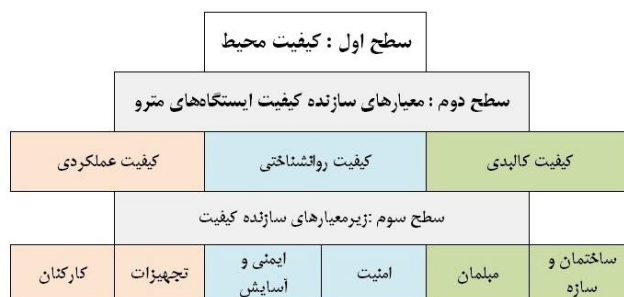 سطح اول : کیفیت محیط
سطح دوم : معیارهای سازنده کیفیت ایستگاه‌های مترو
کیفیت کالبدی
کیفیت روانشناختی
کیفیت عملکردی
سطح سوم :زیرمعیارهای سازنده کیفیت
ساختمان و
سازه
مبلمان
امنیت
ایمنی و
آسایش
تجهیزات
کارکنان